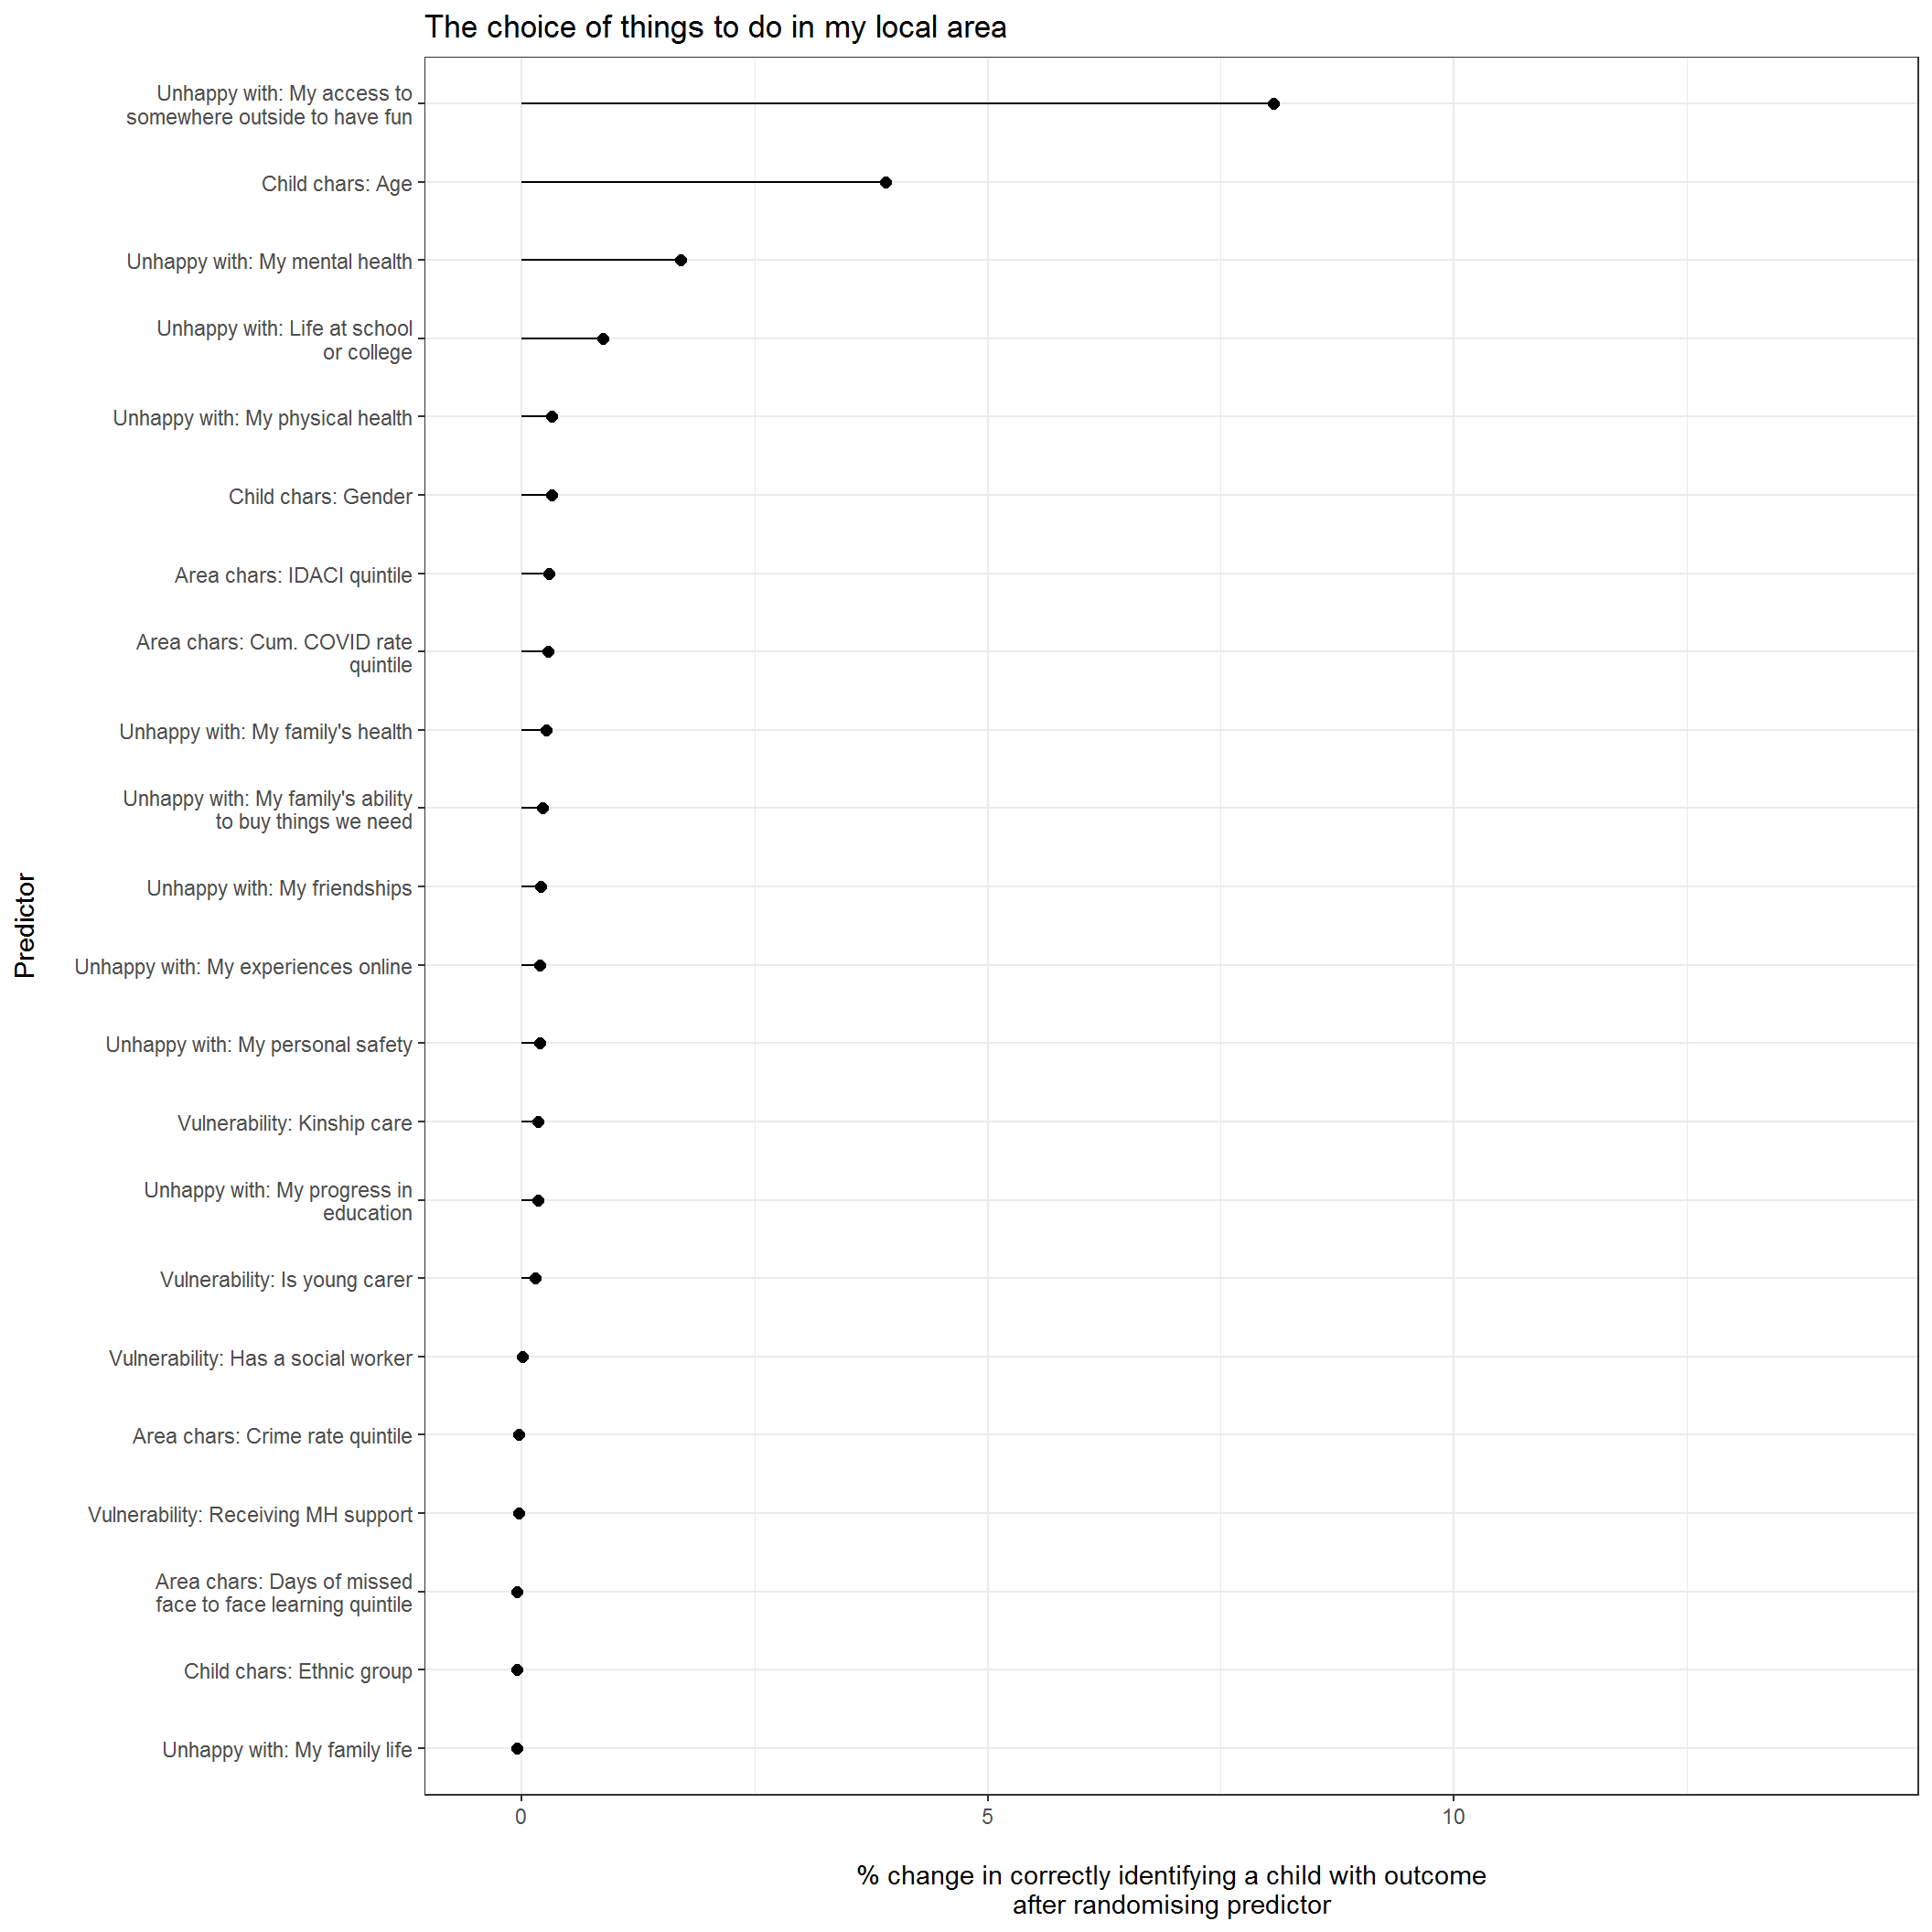 The choice of things to do in my local area
Unhappy with: My access to
somewhere outside to have fun
Child chars: Age
Unhappy with: My mental health
Unhappy with: Life at school
or college
Unhappy with: My physical health
Child chars: Gender
Area chars: IDACI quintile
Area chars: Cum. COVID rate
quintile
Unhappy with: My family's health
Unhappy with: My family's ability
to buy things we need
Unhappy with: My friendships
Unhappy with: My experiences online
Unhappy with: My personal safety
Vulnerability: Kinship care
Unhappy with: My progress in
education
Vulnerability: Is young carer
Vulnerability: Has a social worker
Area chars: Crime rate quintile
Vulnerability: Receiving MH support
Area chars: Days of missed
face to face learning quintile
Child chars: Ethnic group
Unhappy with: My family life
Predictor
0 5 10
% change in correctly identifying a child with outcome
after randomising predictor